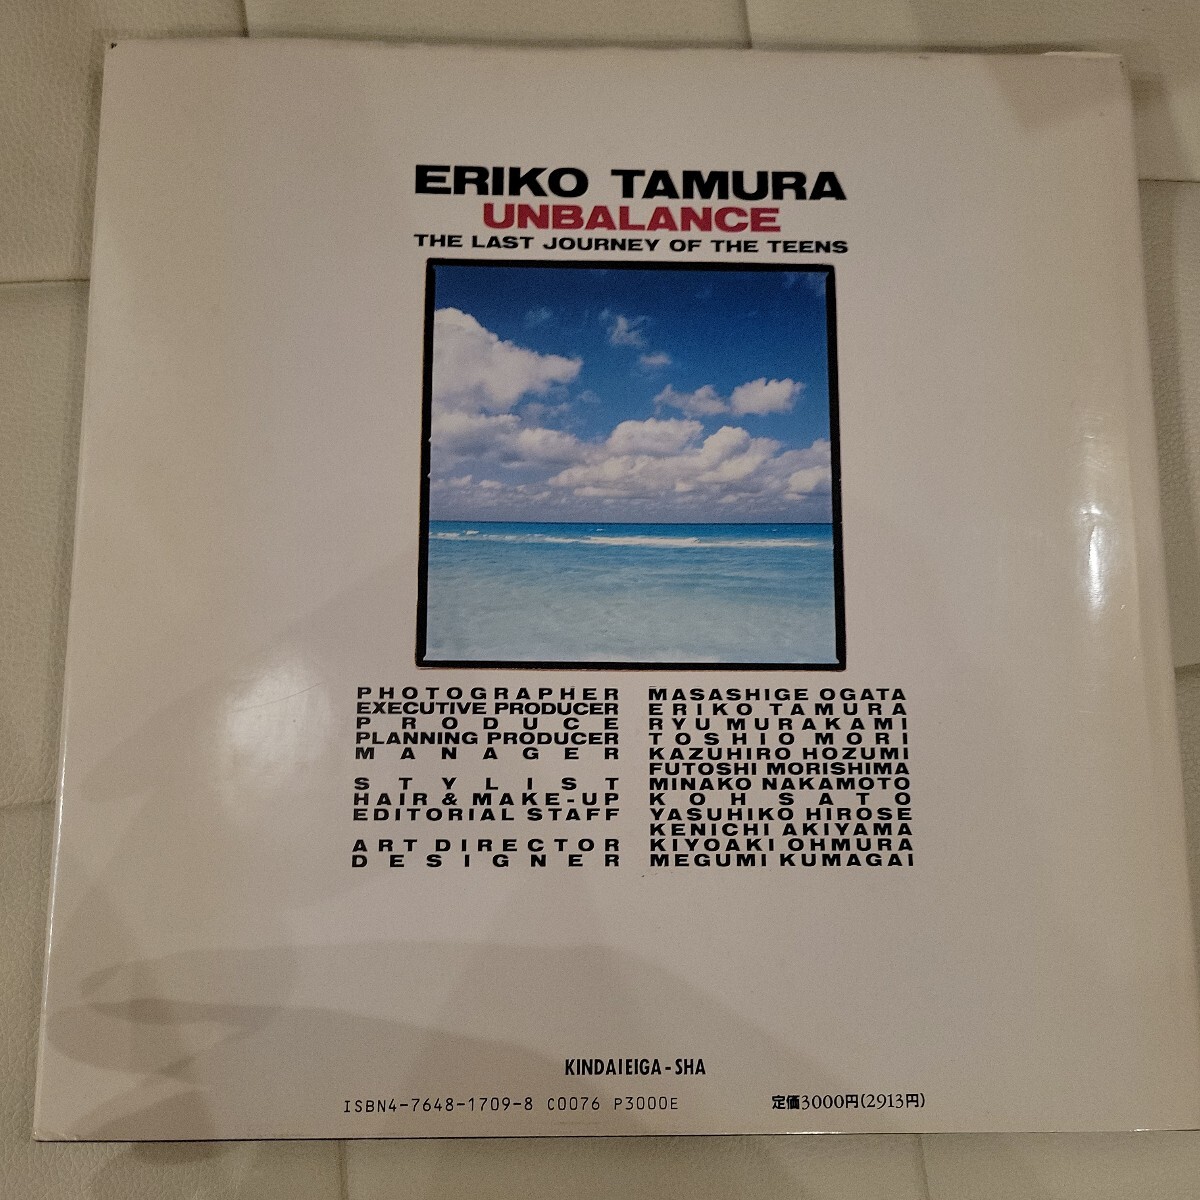 ERIKO TAMURA
UNBALANCE
THE LAST JOURNEY OF THE TEENS
PHOTOGRAPHER MASASHIGE OGATA
EXECUTIVE PRODUCER ERIKO TAMURA
PRODUCE RYU MURAKAMI
PLANNING PRODUCER TOSHIO MORI
MANAGER KAZUHIRO HOZUMI
FUTOSHI MORISHIMA
STYLIST MINAKO NAKAMOTO
HAIR & MAKE-UP KOH SATO
EDITORIAL STAFF YASUHIKO HIROSE
KENICHI AKIYAMA
ART DIRECTOR KIYOAKI OHMURA
DESIGNER MEGUMI KUMAGAI
KINDAIEIGA-SHA
ISBN4-7648-1709-8 C0076 P3000E 定価3000円(2913円)